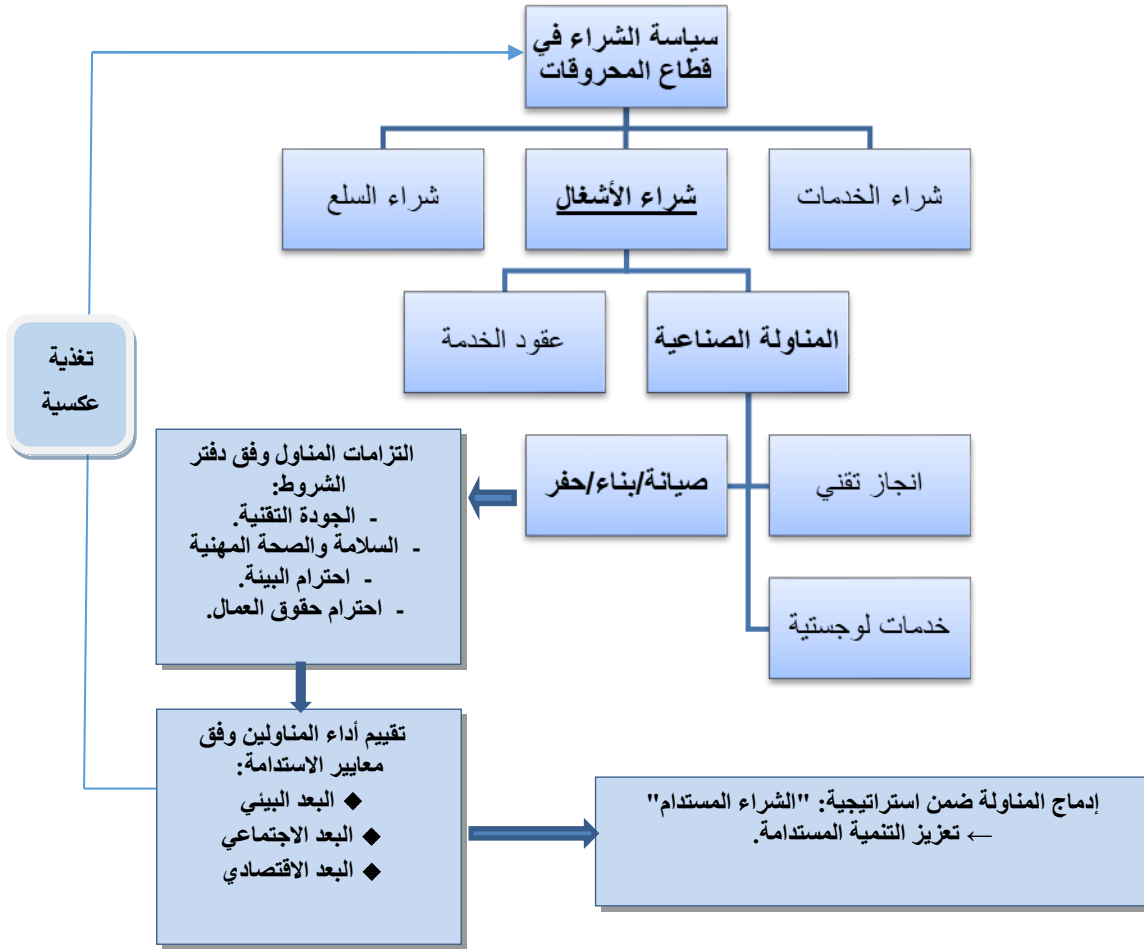 سياسة الشراء في
قطاع المحروقات
شراء الخدمات
شراء الأشغال
شراء السلع
المناولة الصناعية
عقود الخدمة
تغذية
عكسية
انجاز تقني
صيانة/بناء/حفر
خدمات لوجستية
التزامات المناول وفق دفتر
الشروط:
- الجودة التقنية.
- السلامة والصحة المهنية
- احترام البيئة.
- احترام حقوق العمال.
تقييم أداء المناولين وفق
معايير الاستدامة:
◆ البعد البيئي
◆ البعد الاجتماعي
◆ البعد الاقتصادي
إدماج المناولة ضمن استراتيجية: "الشراء المستدام"
← تعزيز التنمية المستدامة.